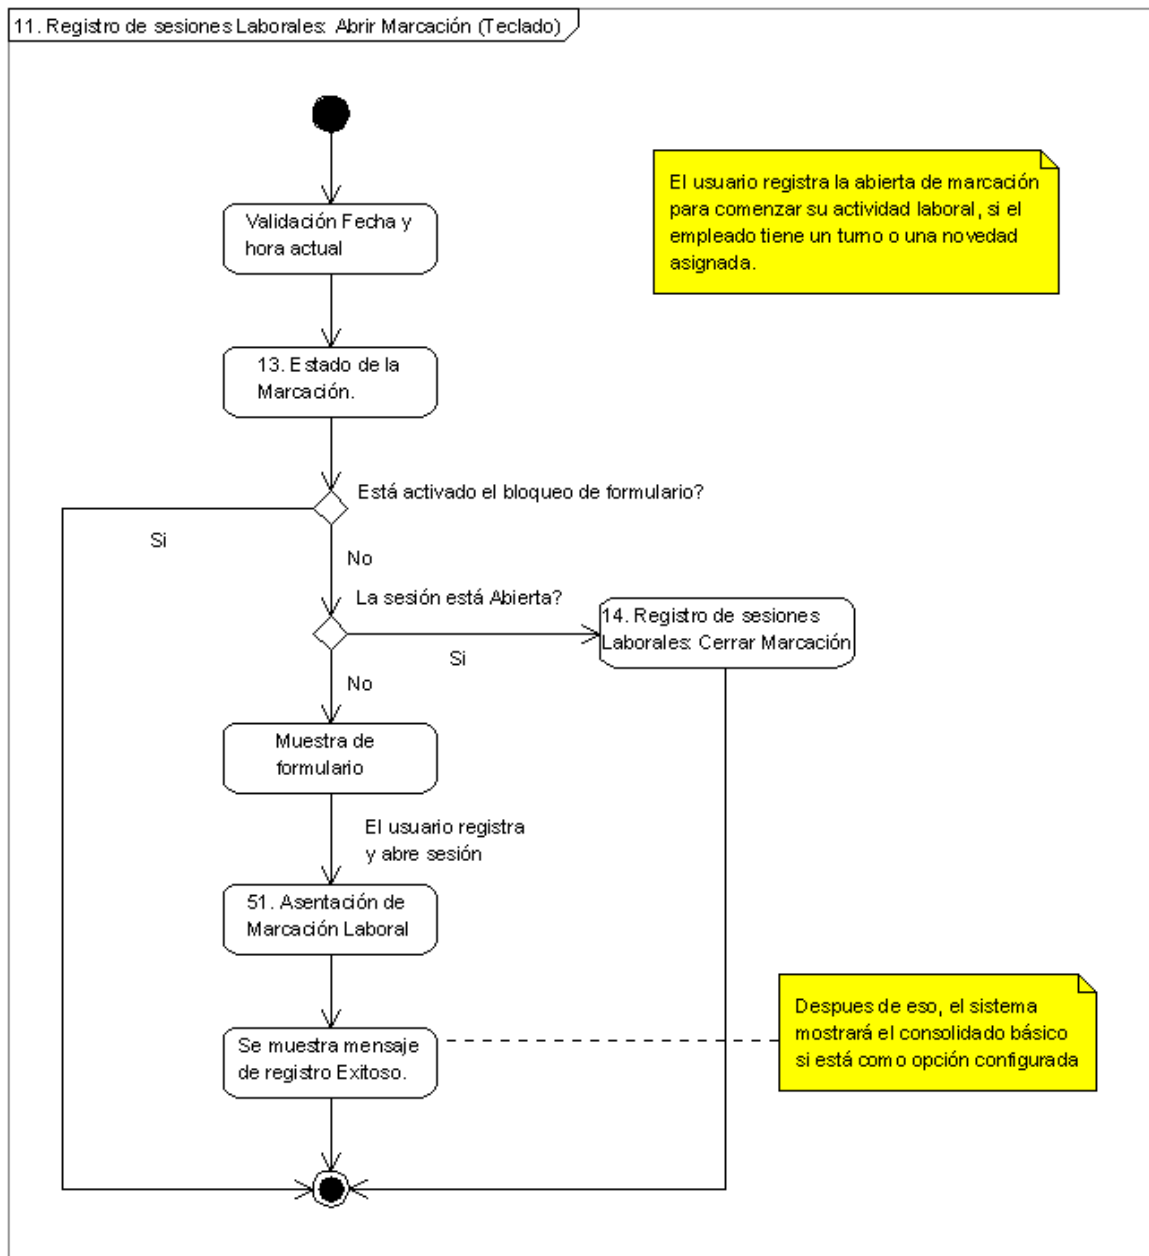 11. Registro de sesiones Laborales: Abrir Marcación (Teclado)
El usuario registra la abierta de marcación
para comenzar su actividad laboral, si el
empleado tiene un turno o una novedad
asignada.
Validación Fecha y
hora actual
13. Estado de la
Marcación.
Está activado el bloqueo de formulario?
Si
No
La sesión está Abierta?
14. Registro de sesiones
Laborales: Cerrar Marcación
Si
No
Muestra de
formulario
El usuario registra
y abre sesión
51. Asentación de
Marcación Laboral
Despues de eso, el sistema
mostrará el consolidado básico
si está como opción configurada
Se muestra mensaje
de registro Exitoso.